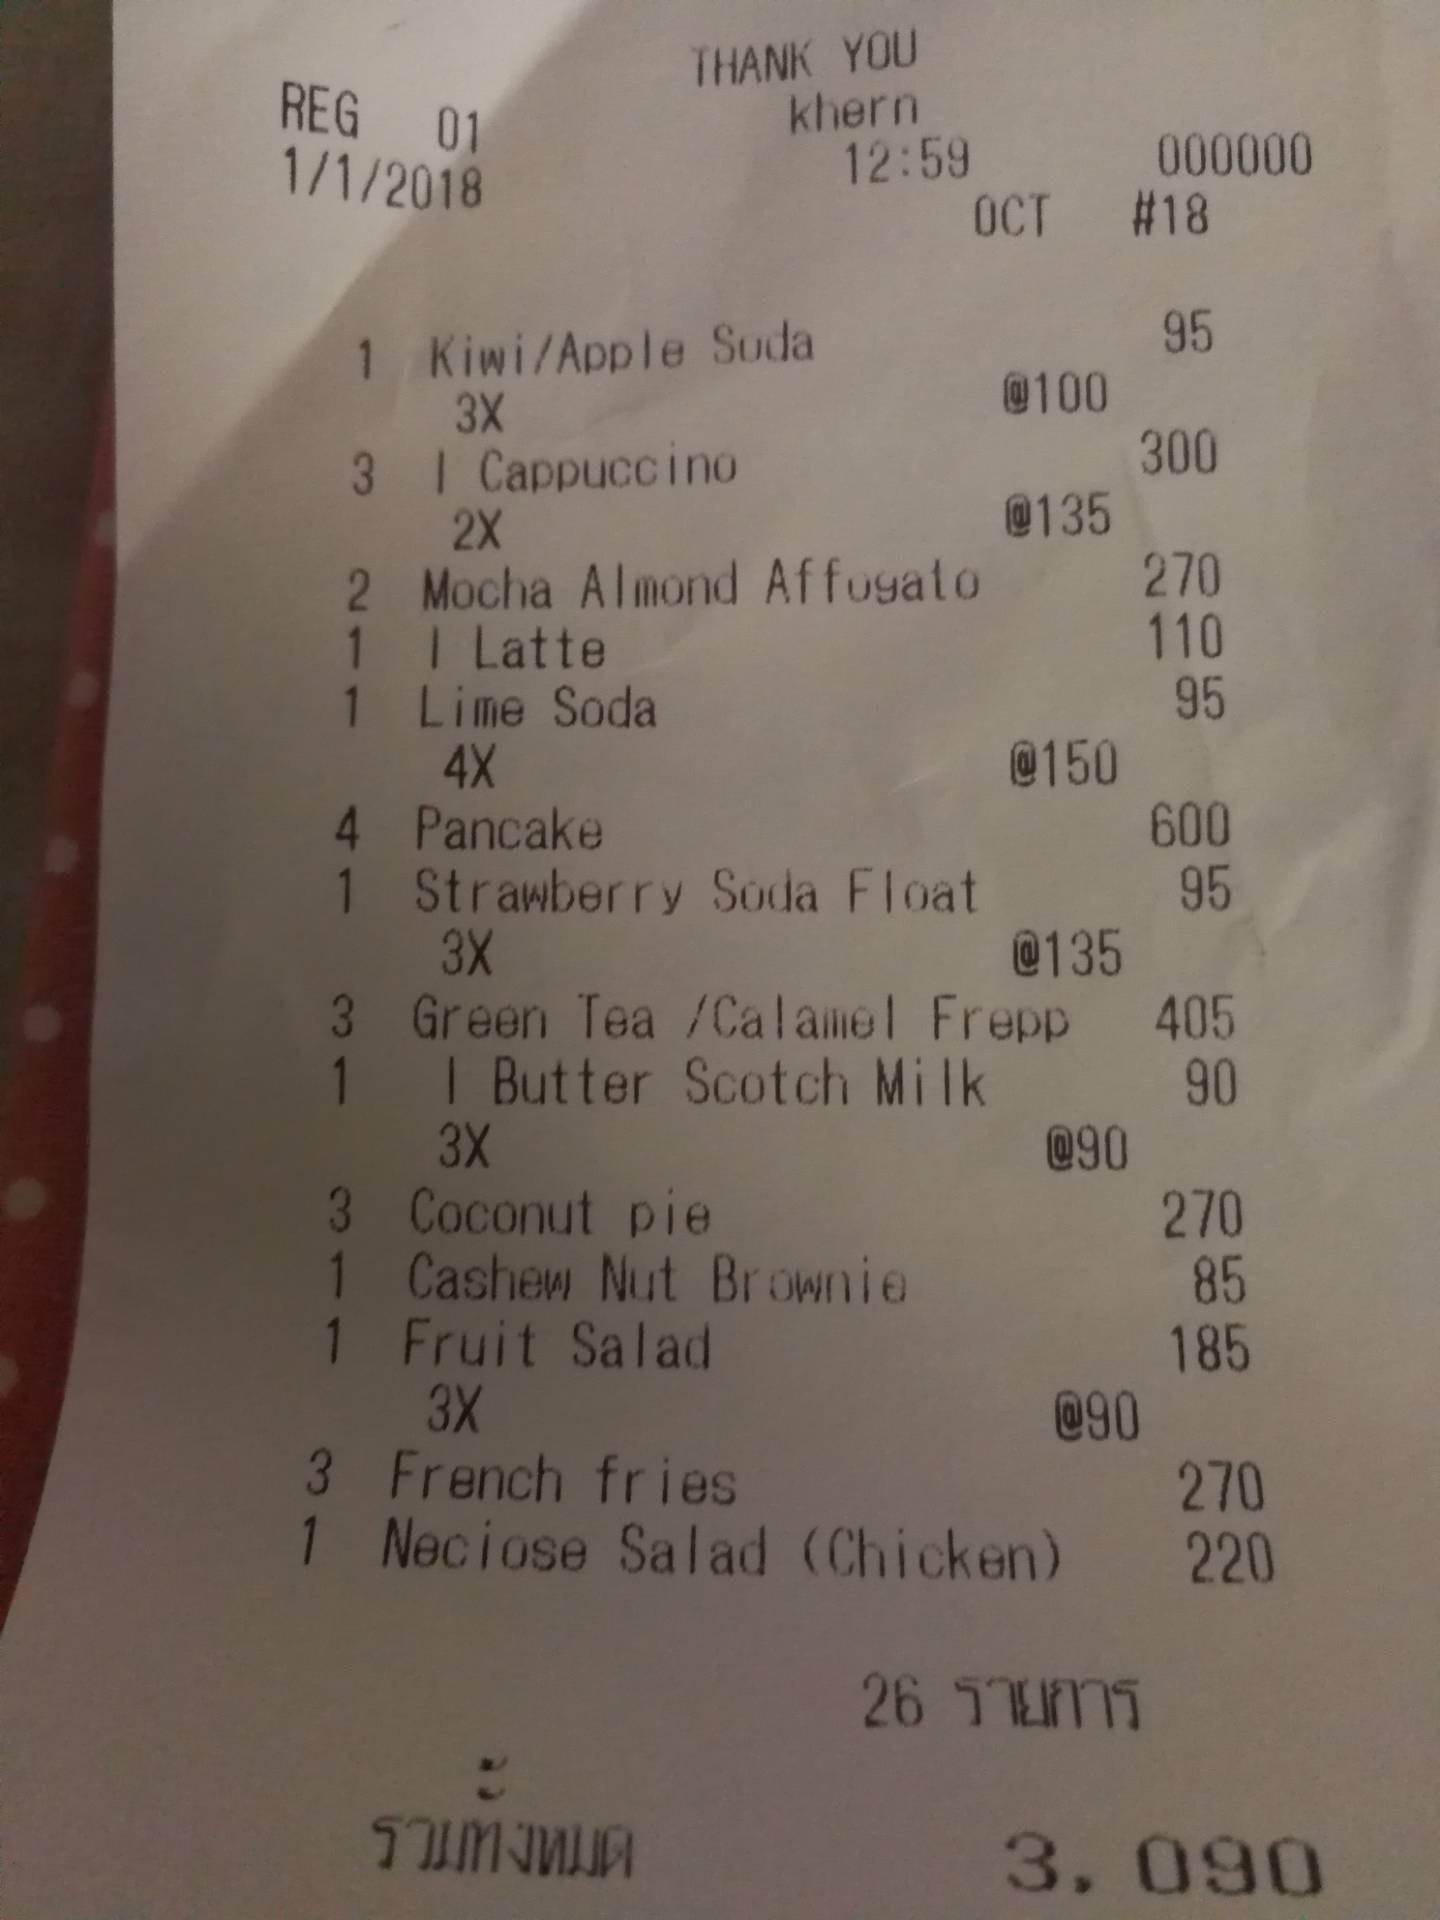 THANK YOU
khern
REG 01 12:59 000000
1/1/2018 OCT #18
1 Kiwi/Apple Soda 95
3X @100
3 I Cappuccino 300
2X @135
2 Mocha Almond Affogato 270
1 I Latte 110
1 Lime Soda 95
4X @150
4 Pancake 600
1 Strawberry Soda Float 95
3X @135
3 Green Tea /Calamel Frepp 405
1 I Butter Scotch Milk 90
3X @90
3 Coconut pie 270
1 Cashew Nut Brownie 85
1 Fruit Salad 185
3X @90
3 French fries 270
1 Neciose Salad (Chicken) 220
26 รายการ
รวมทั้งหมด 3.090